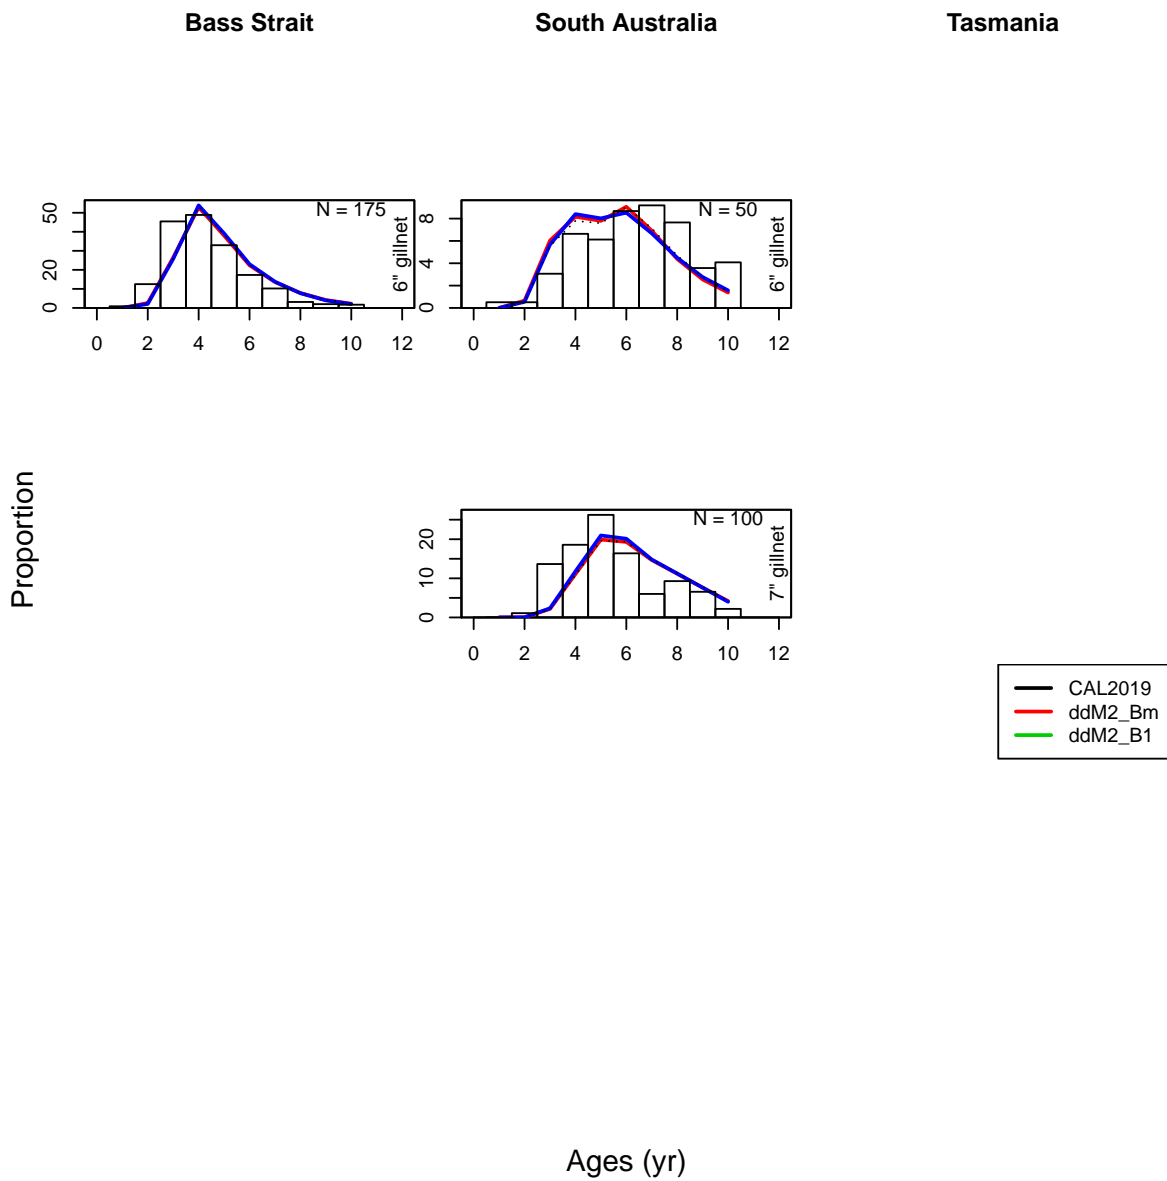 Bass Strait South Australia Tasmania
N = 175
6" gillnet
0 20 50
0 2 4 6 8 10 12
N = 50
6" gillnet
0 4 8
0 2 4 6 8 10 12
Proportion
N = 100
7" gillnet
0 10 20
0 2 4 6 8 10 12
CAL2019
ddM2_Bm
ddM2_B1
Ages (yr)